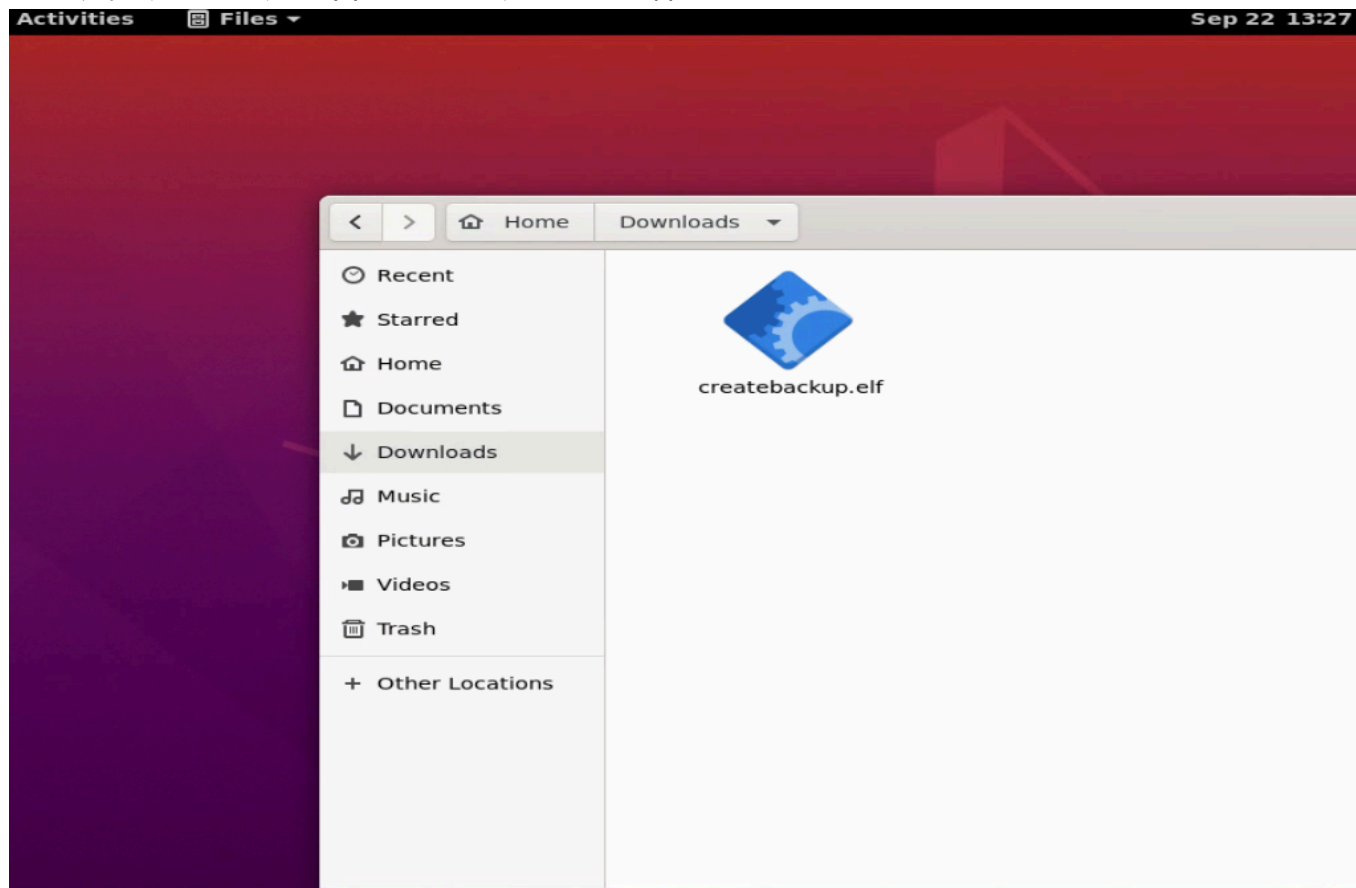 Activities Files Sep 22 13:27
Home Downloads
Recent
Starred
Home
Documents
Downloads
Music
Pictures
Videos
Trash
+ Other Locations
createbackup.elf